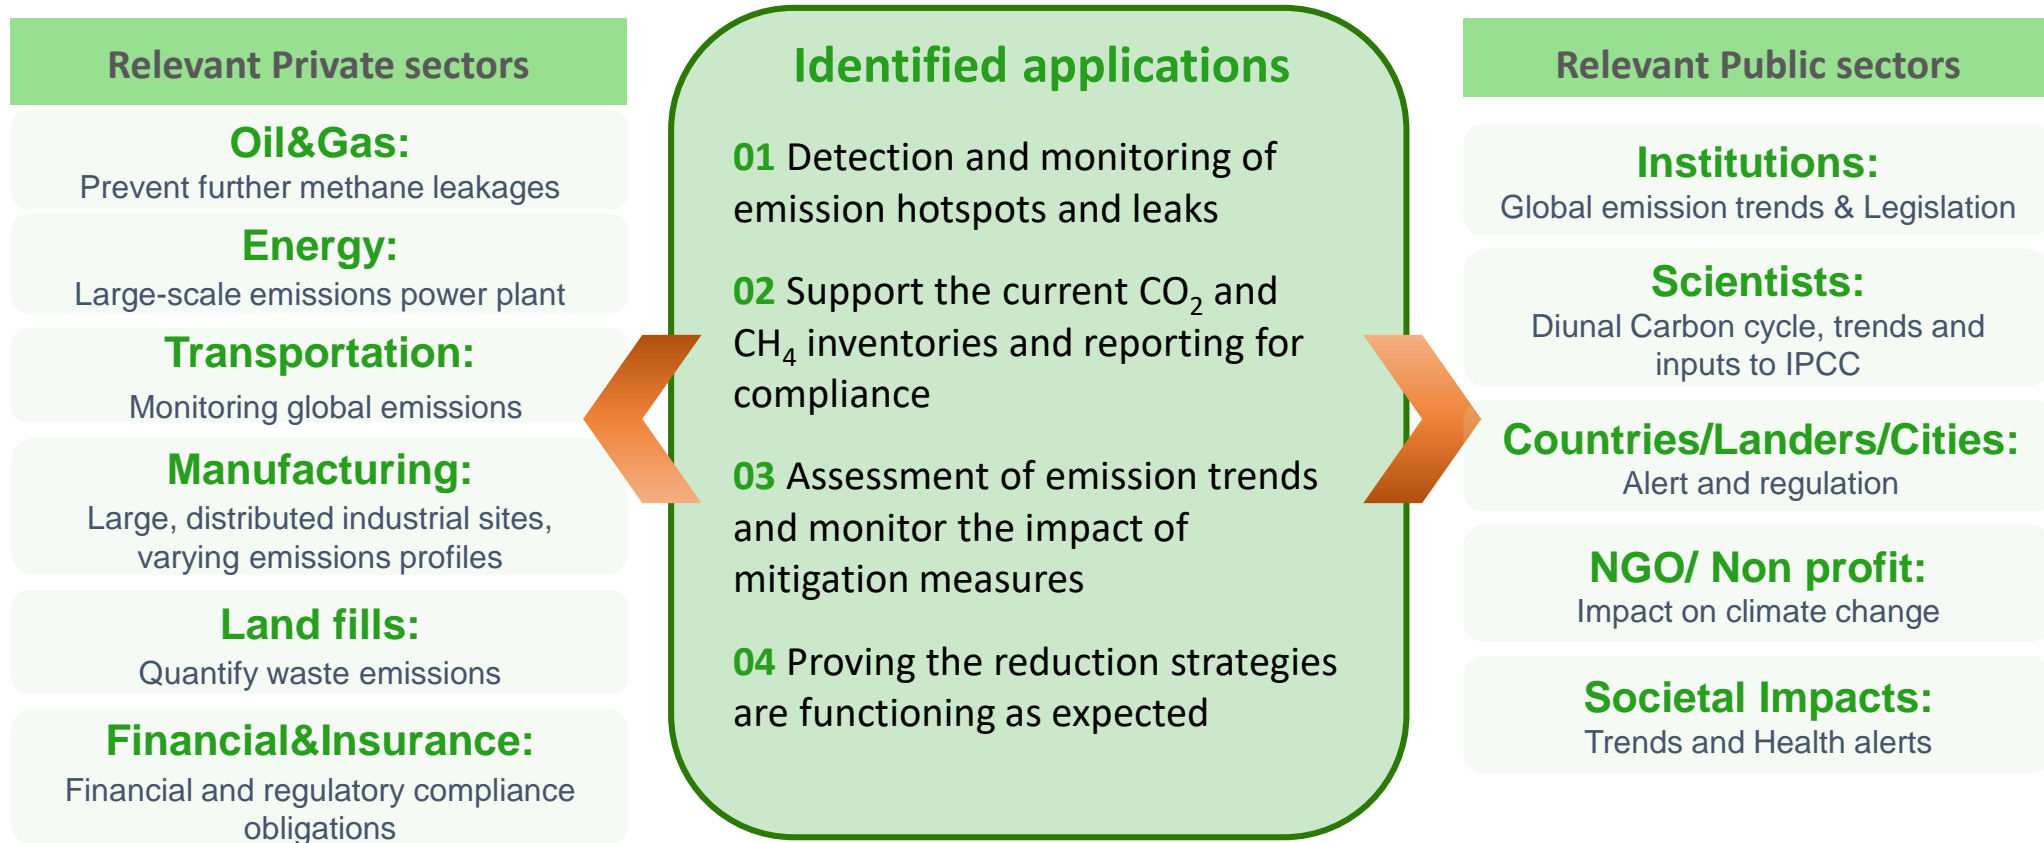 Relevant Private sectors
Oil&Gas:
Prevent further methane leakages
Energy:
Large-scale emissions power plant
Transportation:
Monitoring global emissions
Manufacturing:
Large, distributed industrial sites,
varying emissions profiles
Land fills:
Quantify waste emissions
Financial&Insurance:
Financial and regulatory compliance
obligations
Identified applications
01 Detection and monitoring of
emission hotspots and leaks
02 Support the current CO₂ and
CH₄ inventories and reporting for
compliance
03 Assessment of emission trends
and monitor the impact of
mitigation measures
04 Proving the reduction strategies
are functioning as expected
Relevant Public sectors
Institutions:
Global emission trends & Legislation
Scientists:
Diunal Carbon cycle, trends and
inputs to IPCC
Countries/Landers/Cities:
Alert and regulation
NGO/ Non profit:
Impact on climate change
Societal Impacts:
Trends and Health alerts